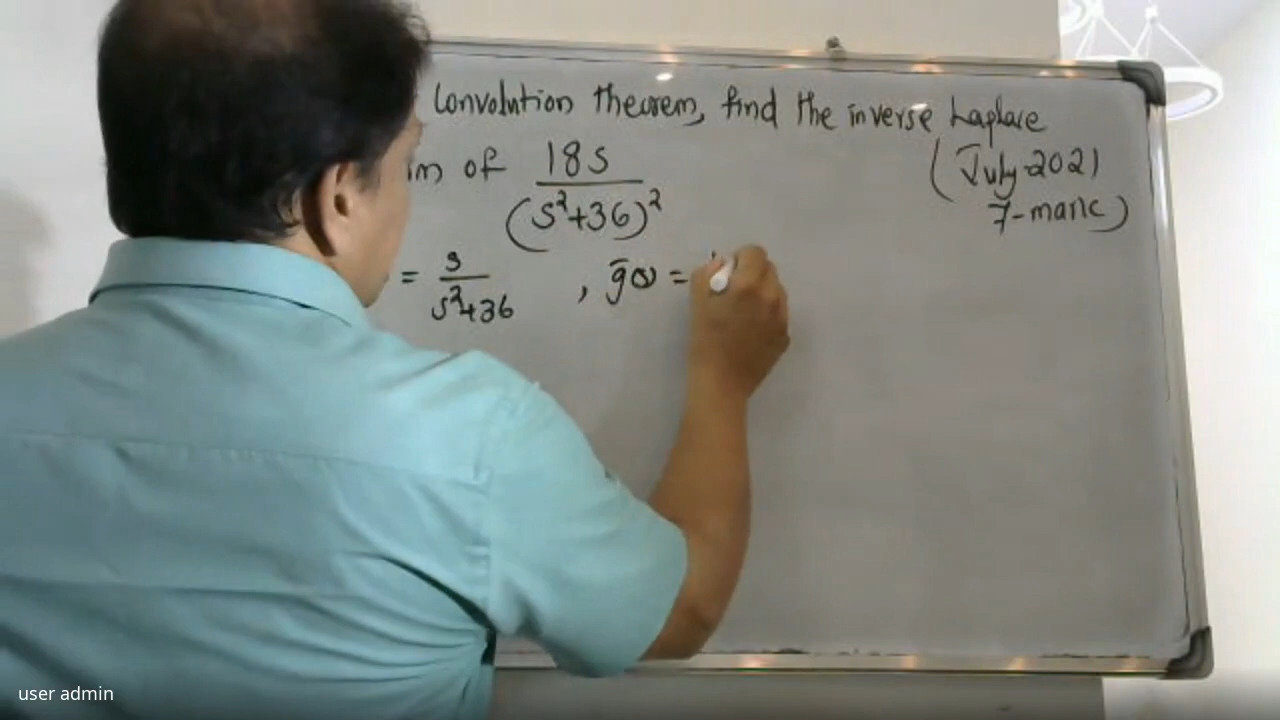 Convolution theorem, find the inverse Laplace
m of 18s / (s²+36)²
(July-2021
7-mark)
= s / s²+36 , ḡ(s) =
user admin